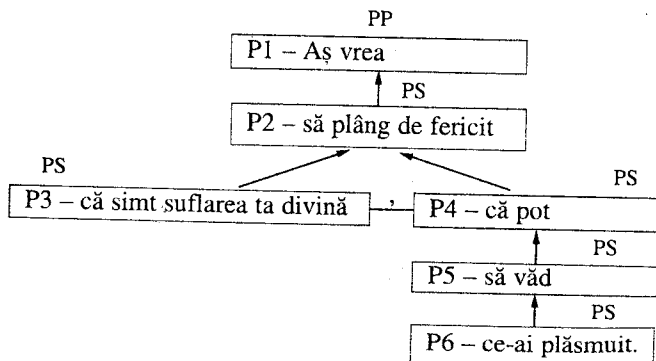 PP
P1 – Aș vrea
PS
P2 – să plâng de fericit
PS
PS
P3 – că simt suflarea ta divină , P4 – că pot
PS
P5 – să văd
PS
P6 – ce-ai plăsmuit.